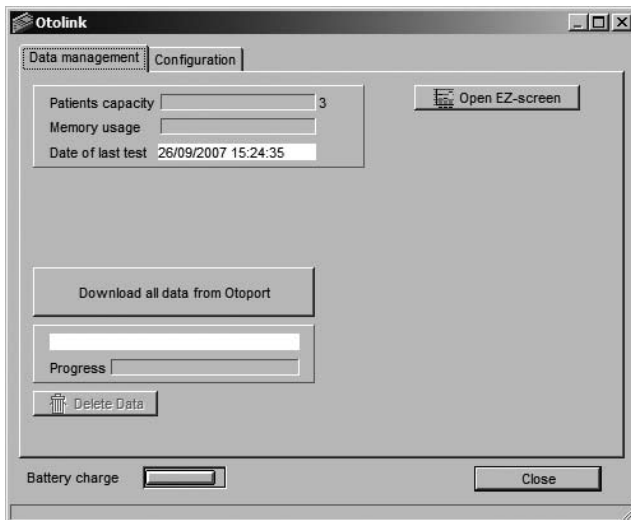 Otolink
Data management
Configuration
Patients capacity 3
Open EZ-screen
Memory usage
Date of last test 26/09/2007 15:24:35
Download all data from Otoport
Progress
Delete Data
Battery charge
Close